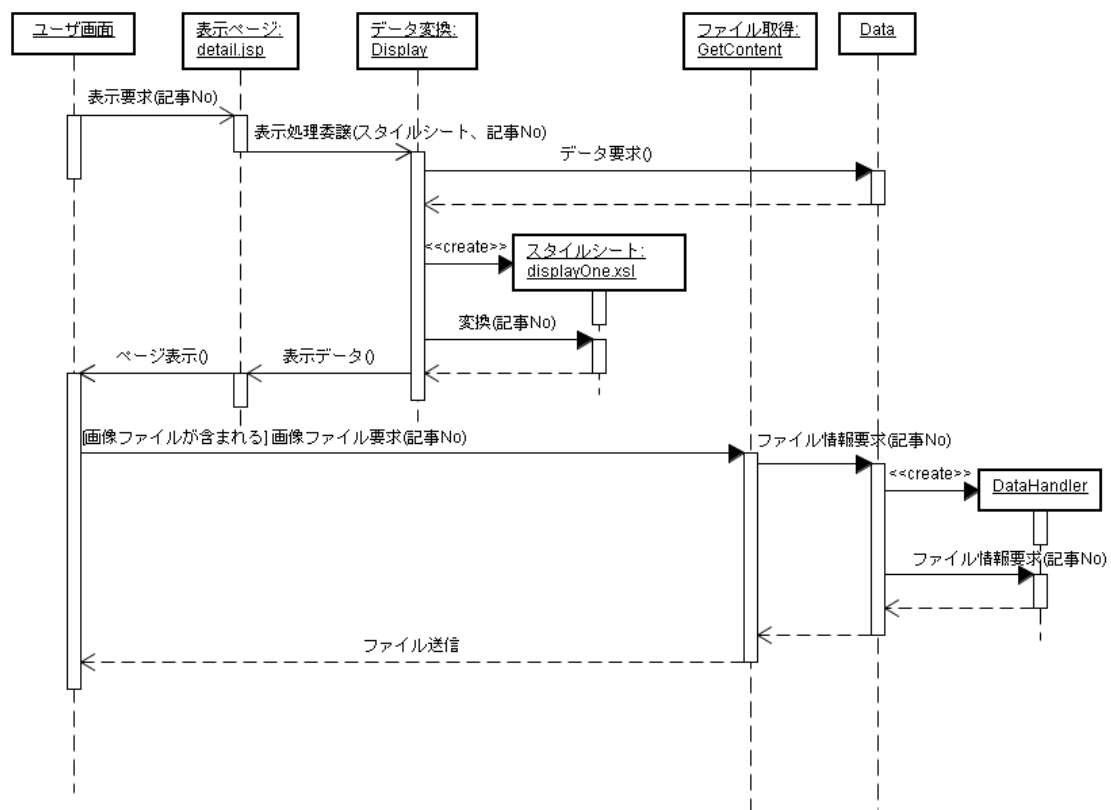 ユーザ画面
表示ページ:
detail.jsp
データ変換:
Display
ファイル取得:
GetContent
Data
表示要求(記事No)
表示処理委譲(スタイルシート、記事No)
データ要求()
<<create>>
スタイルシート:
displayOne.xsl
変換(記事No)
ページ表示()
表示データ()
[画像ファイルが含まれる] 画像ファイル要求(記事No)
ファイル情報要求(記事No)
<<create>>
DataHandler
ファイル情報要求(記事No)
ファイル送信